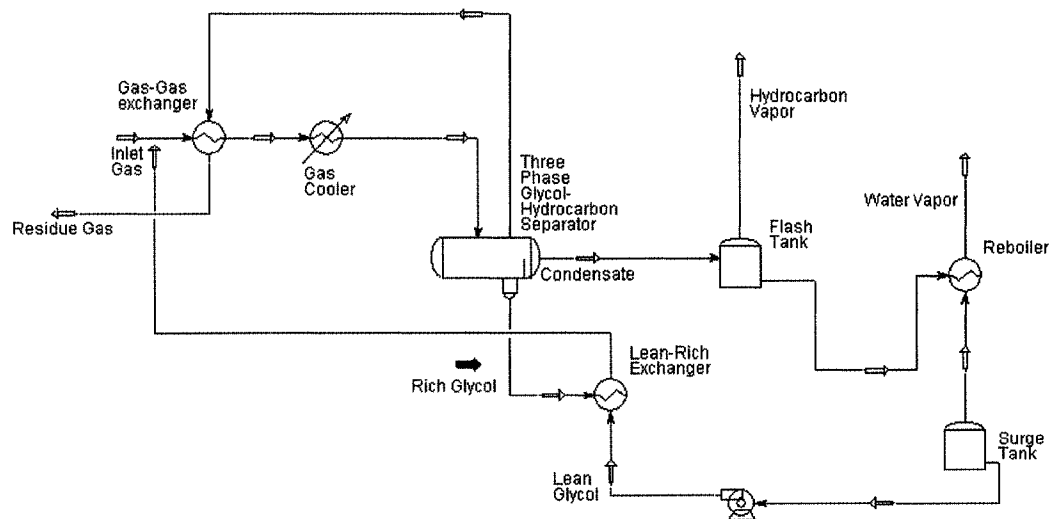 Gas-Gas
exchanger
Inlet
Gas
Residue Gas
Gas
Cooler
Three
Phase
Glycol-
Hydrocarbon
Separator
Condensate
Hydrocarbon
Vapor
Flash
Tank
Water Vapor
Reboiler
Rich Glycol
Lean-Rich
Exchanger
Lean
Glycol
Surge
Tank